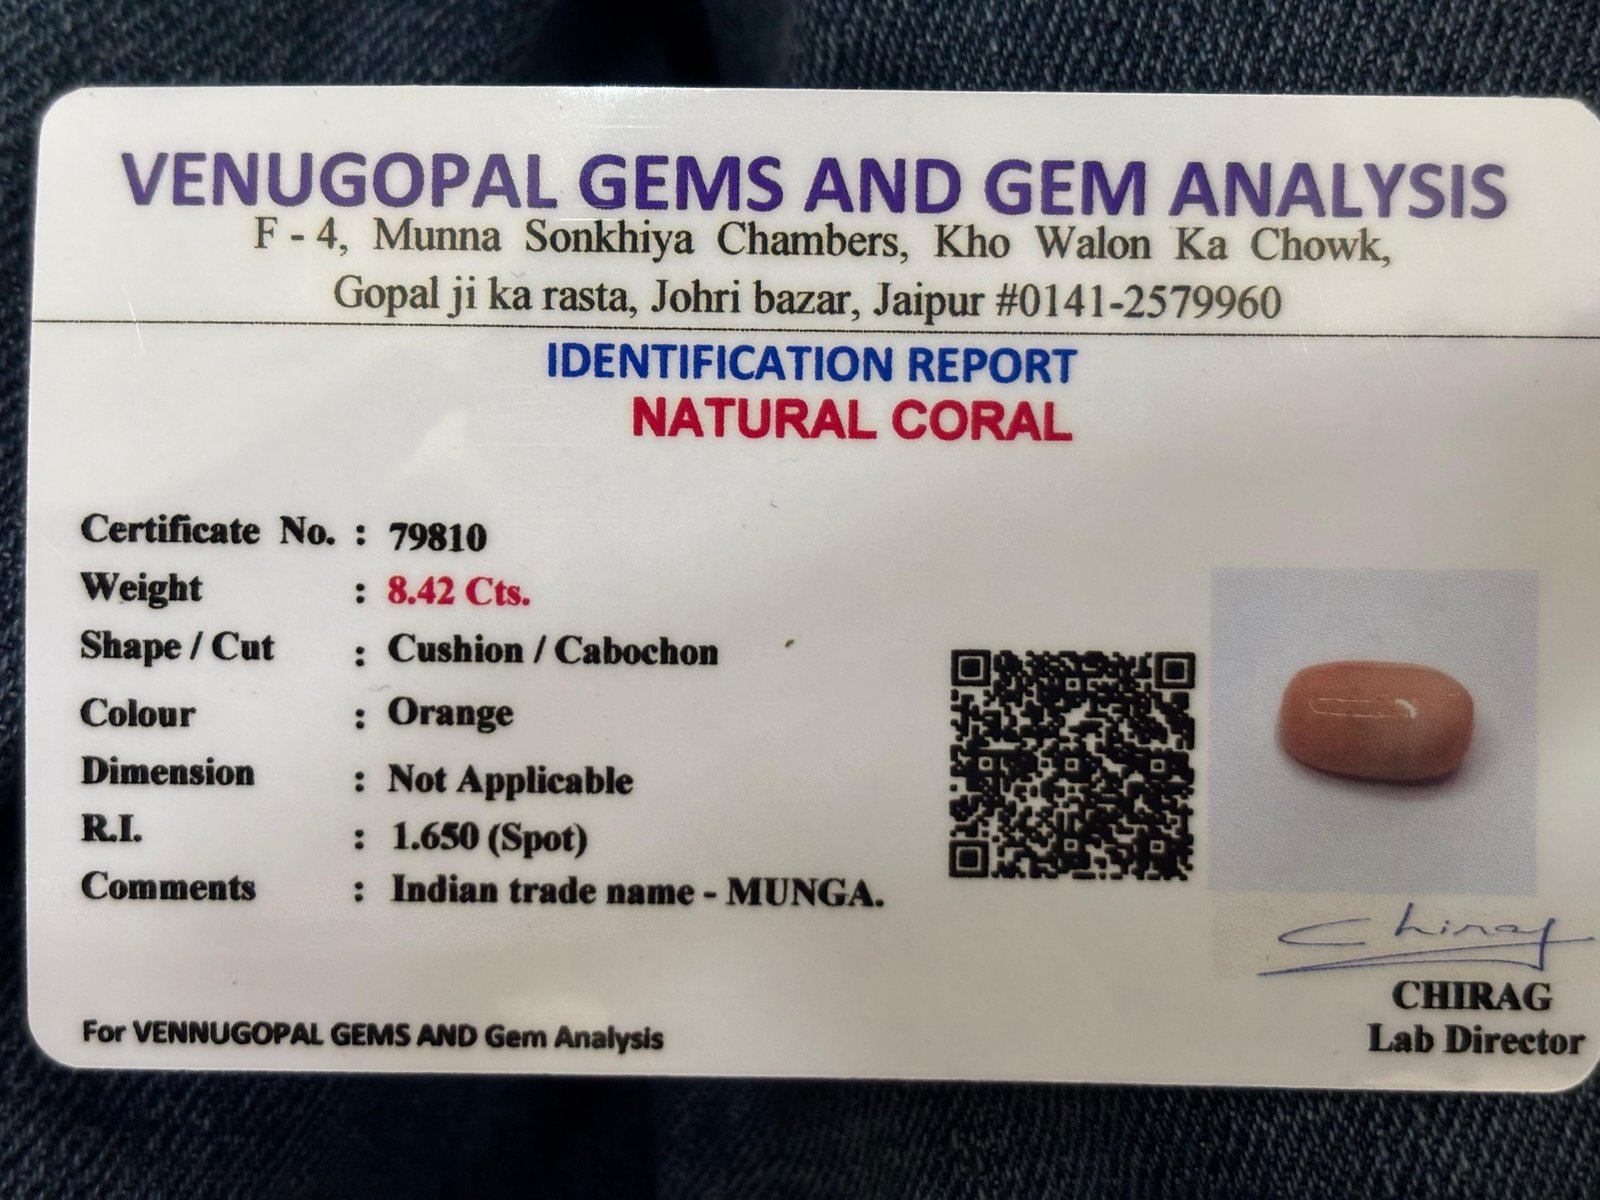 VENUGOPAL GEMS AND GEM ANALYSIS
F - 4, Munna Sonkhiya Chambers, Kho Walon Ka Chowk,
Gopal ji ka rasta, Johri bazar, Jaipur #0141-2579960
IDENTIFICATION REPORT
NATURAL CORAL
Certificate No. : 79810
Weight : 8.42 Cts.
Shape / Cut : Cushion / Cabochon
Colour : Orange
Dimension : Not Applicable
R.I. : 1.650 (Spot)
Comments : Indian trade name - MUNGA.
Chirag
CHIRAG
Lab Director
For VENNUGOPAL GEMS AND Gem Analysis